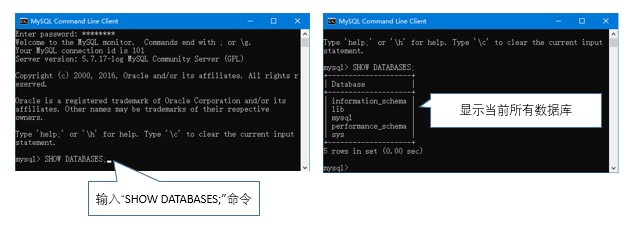 MySQL Command Line Client
Enter password: ********
Welcome to the MySQL monitor.  Commands end with ; or \g.
Your MySQL connection id is 101
Server version: 5.7.17-log MySQL Community Server (GPL)
Copyright (c) 2000, 2016, Oracle and/or its affiliates. All rights r
eserved.
Oracle is a registered trademark of Oracle Corporation and/or its
affiliates. Other names may be trademarks of their respective
owners.
Type 'help;' or '\h' for help. Type '\c' to clear the current input
statement.
mysql> SHOW DATABASES;
输入“SHOW DATABASES;”命令
MySQL Command Line Client
Type 'help;' or '\h' for help. Type '\c' to clear the current input
statement.
mysql> SHOW DATABASES;
+--------------------+
| Database           |
+--------------------+
| information_schema |
| lib                |
| mysql              |
| performance_schema |
| sys                |
+--------------------+
5 rows in set (0.00 sec)
mysql>
显示当前所有数据库